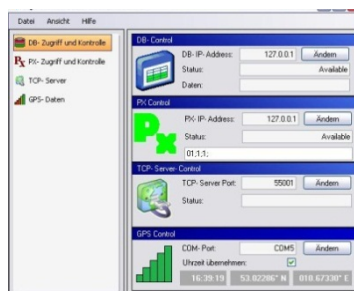 Datei Ansicht Hilfe
DB- Zugriff und Kontrolle
Px PX- Zugriff und Kontrolle
TCP- Server
GPS- Daten
DB- Control
DB- IP- Address: 127.0.0.1 Ändern
Status: Available
Daten:
PX Control
Px
PX- IP- Address: 127.0.0.1 Ändern
Status: Available
01;1;1;
TCP- Server- Control
TCP- Server Port: 55001 Ändern
Status:
GPS Control
COM- Port: COM5 Ändern
Uhrzeit übernehmen:
16:39:19 53.02286° N 010.67330° E